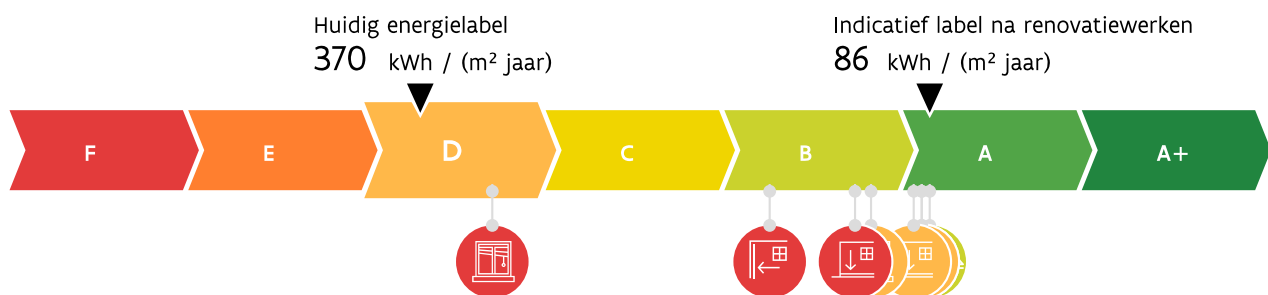 Huidig energielabel
370 kWh / (m² jaar)
Indicatief label na renovatiewerken
86 kWh / (m² jaar)
F E D C B A A+